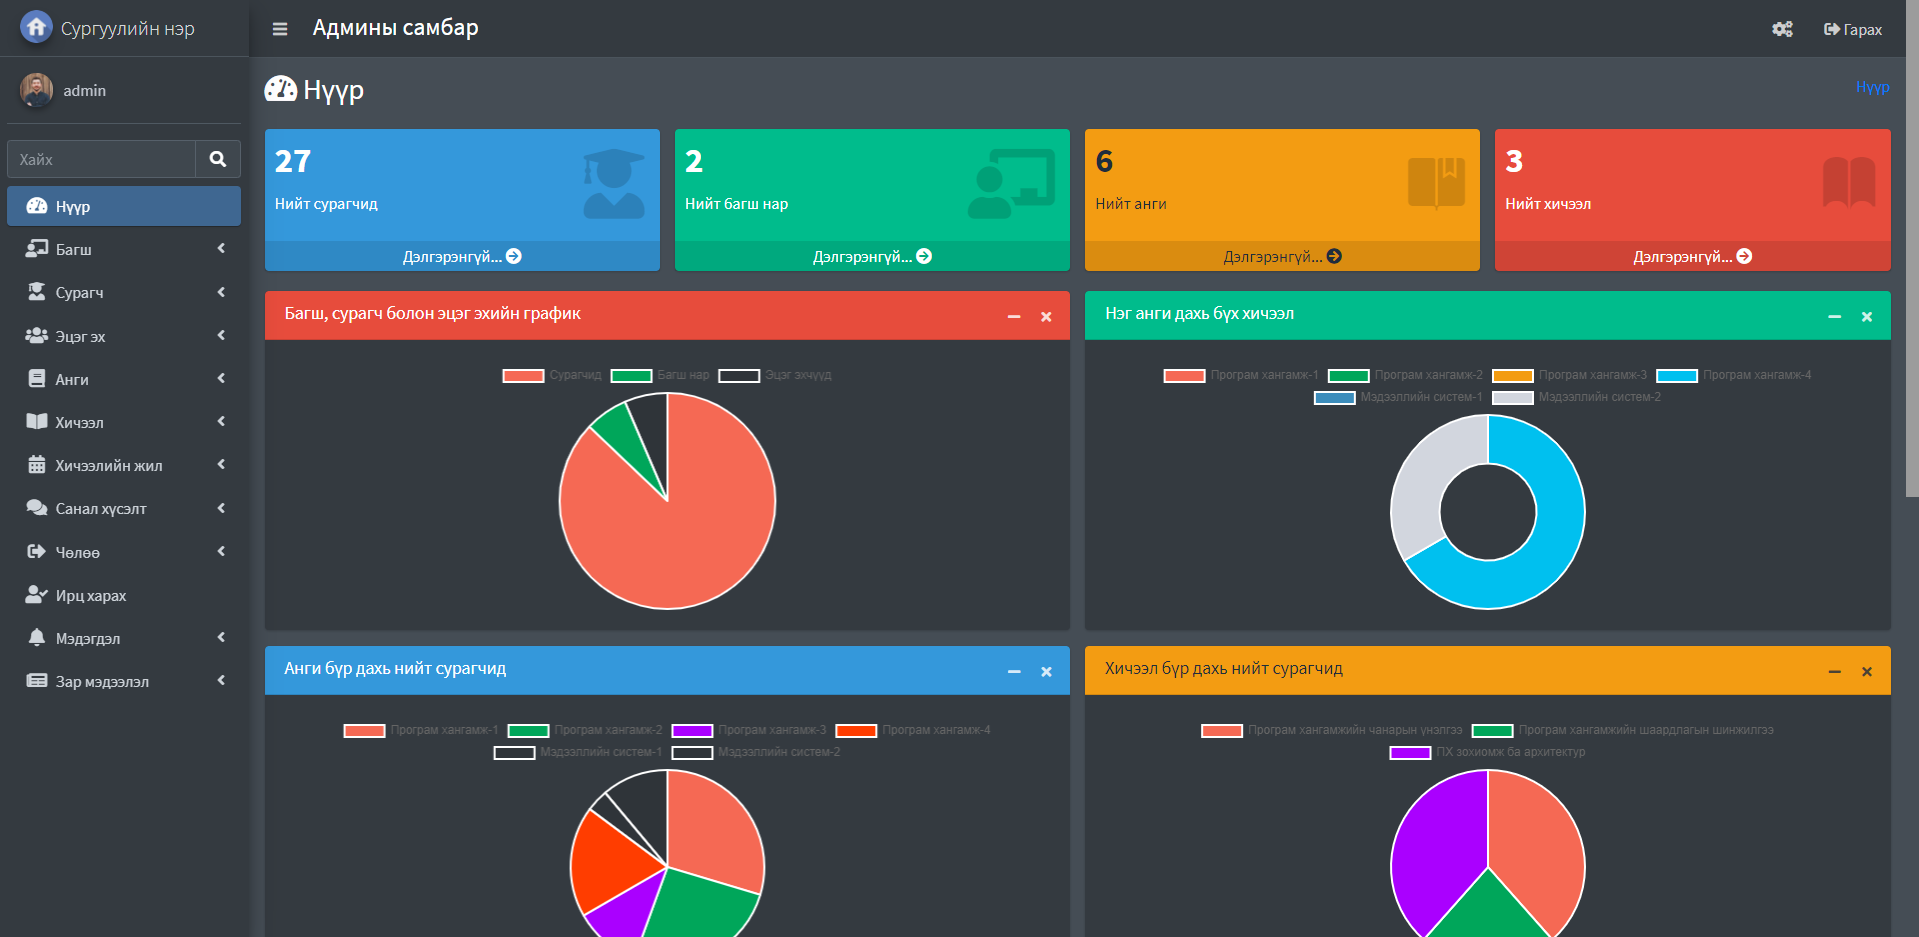 Сургуулийн нэр
Админы самбар
Гарах
admin
Хайх
Нүүр
Багш
Сурагч
Эцэг эх
Анги
Хичээл
Хичээлийн жил
Санал хүсэлт
Чөлөө
Ирц харах
Мэдэгдэл
Зар мэдээлэл
Нүүр
Нүүр
27
Нийт сурагчид
Дэлгэрэнгүй...
2
Нийт багш нар
Дэлгэрэнгүй...
6
Нийт анги
Дэлгэрэнгүй...
3
Нийт хичээл
Дэлгэрэнгүй...
Багш, сурагч болон эцэг эхийн график
Сурагчид Багш нар Эцэг эхчүүд
Нэг анги дахь бүх хичээл
Програм хангамж-1 Програм хангамж-2 Програм хангамж-3 Програм хангамж-4
Мэдээллийн систем-1 Мэдээллийн систем-2
Анги бүр дахь нийт сурагчид
Програм хангамж-1 Програм хангамж-2 Програм хангамж-3 Програм хангамж-4
Мэдээллийн систем-1 Мэдээллийн систем-2
Хичээл бүр дахь нийт сурагчид
Програм хангамжийн чанарын үнэлгээ Програм хангамжийн шаардлагын шинжилгээ
ПХ зохиомж ба архитектур